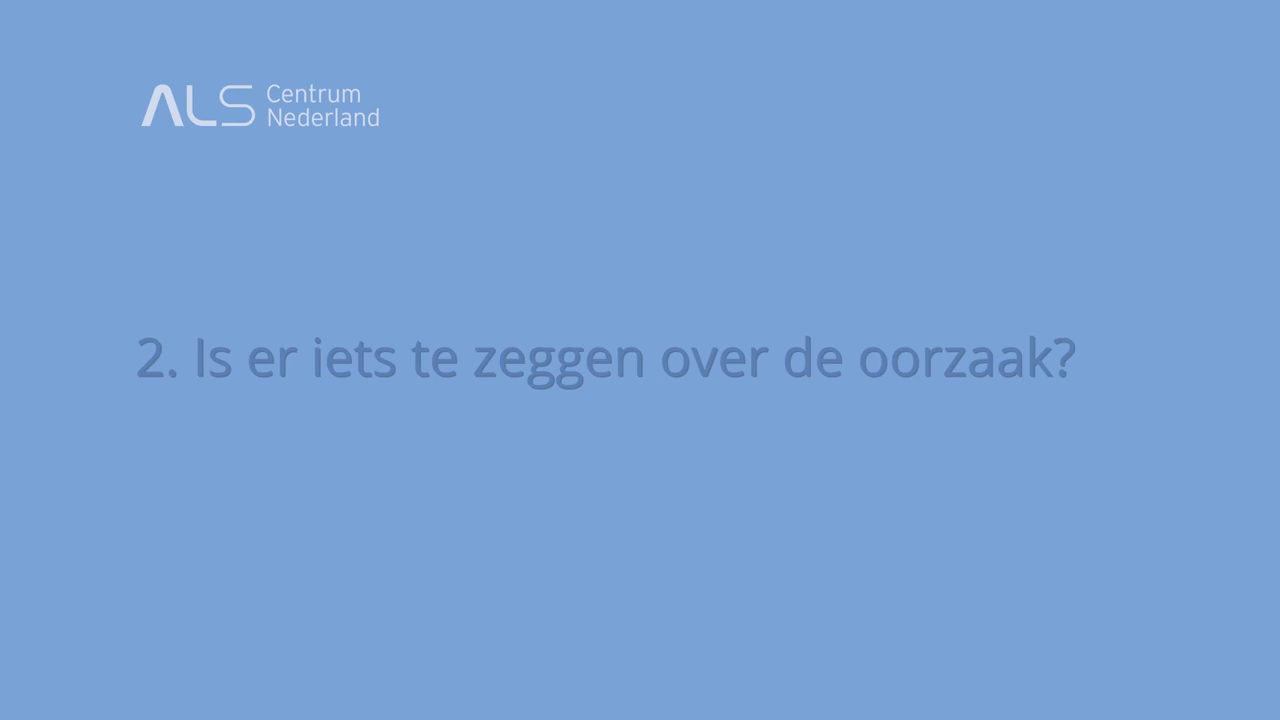 ALS Centrum
Nederland
2. Is er iets te zeggen over de oorzaak?